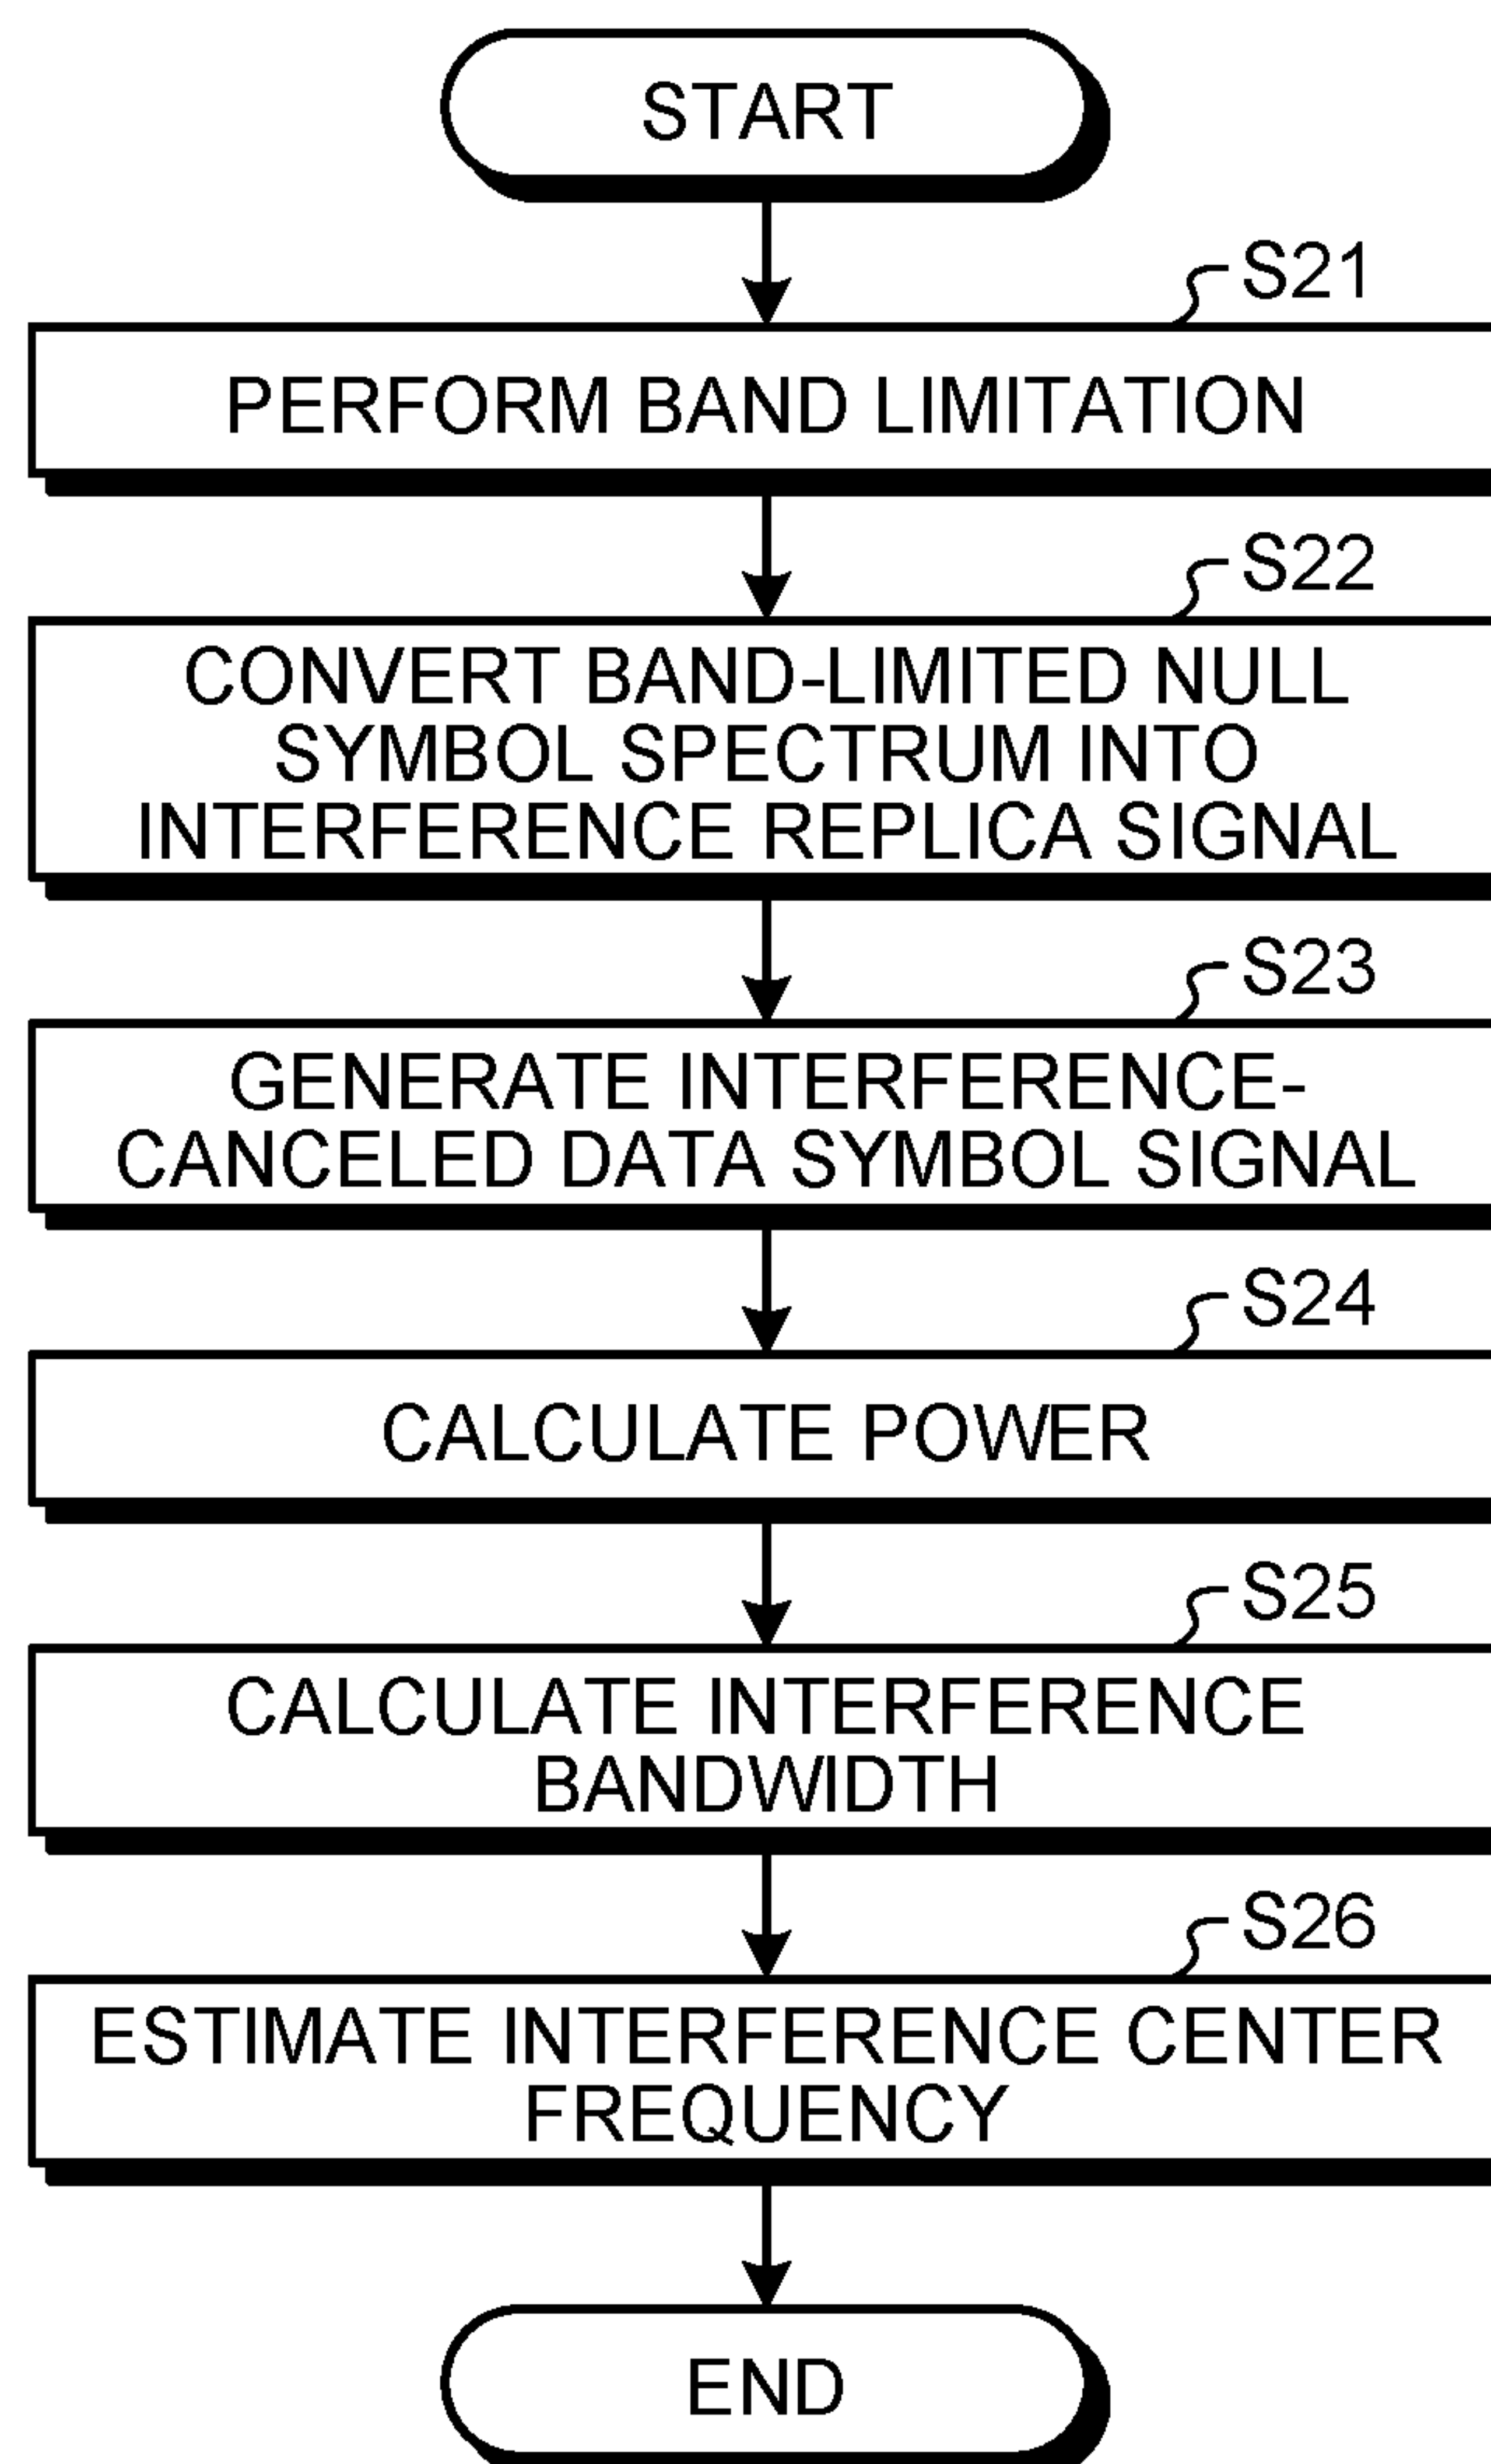 START
S21
PERFORM BAND LIMITATION
S22
CONVERT BAND-LIMITED NULL
SYMBOL SPECTRUM INTO
INTERFERENCE REPLICA SIGNAL
S23
GENERATE INTERFERENCE-
CANCELED DATA SYMBOL SIGNAL
S24
CALCULATE POWER
S25
CALCULATE INTERFERENCE
BANDWIDTH
S26
ESTIMATE INTERFERENCE CENTER
FREQUENCY
END